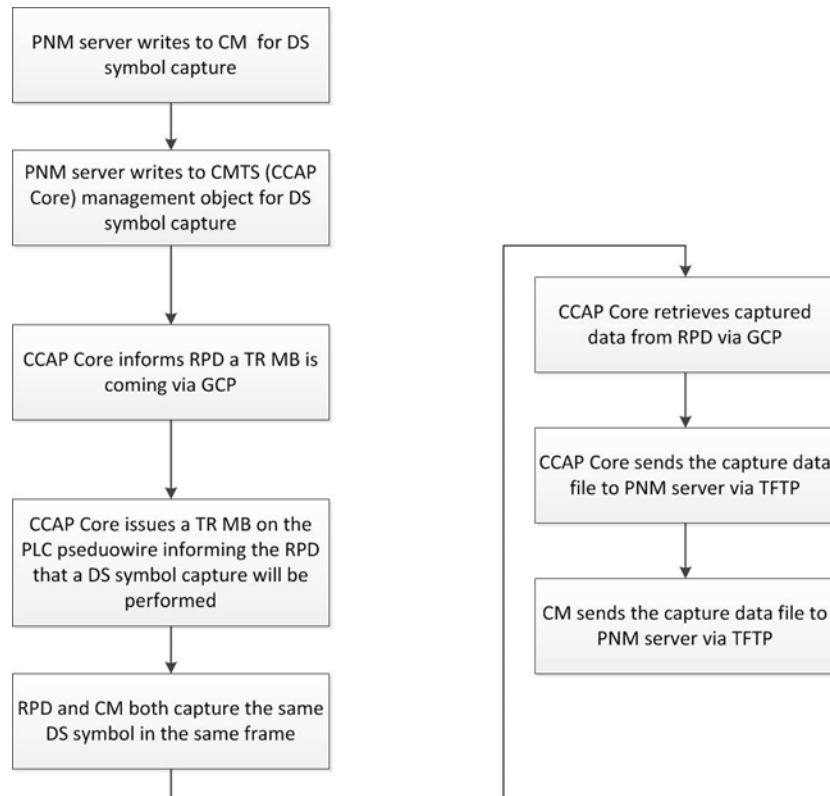 PNM server writes to CM for DS
symbol capture
PNM server writes to CMTS (CCAP
Core) management object for DS
symbol capture
CCAP Core informs RPD a TR MB is
coming via GCP
CCAP Core issues a TR MB on the
PLC pseduowire informing the RPD
that a DS symbol capture will be
performed
RPD and CM both capture the same
DS symbol in the same frame
CCAP Core retrieves captured
data from RPD via GCP
CCAP Core sends the capture data
file to PNM server via TFTP
CM sends the capture data file to
PNM server via TFTP